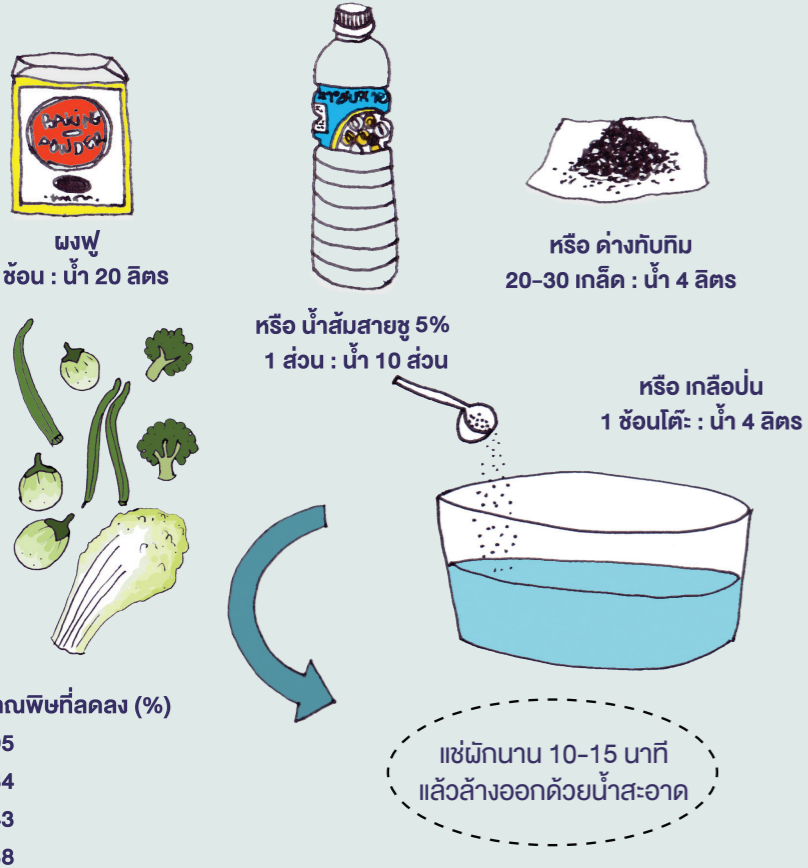 BAKING
POWDER
ผงฟู
ช้อน : น้ำ 20 ลิตร
หรือ น้ำส้มสายชู 5%
1 ส่วน : น้ำ 10 ส่วน
หรือ ด่างทับทิม
20-30 เกล็ด : น้ำ 4 ลิตร
หรือ เกลือป่น
1 ช้อนโต๊ะ : น้ำ 4 ลิตร
ณพิษที่ลดลง (%)
แช่ผักนาน 10-15 นาที
แล้วล้างออกด้วยน้ำสะอาด
5
4
3
8